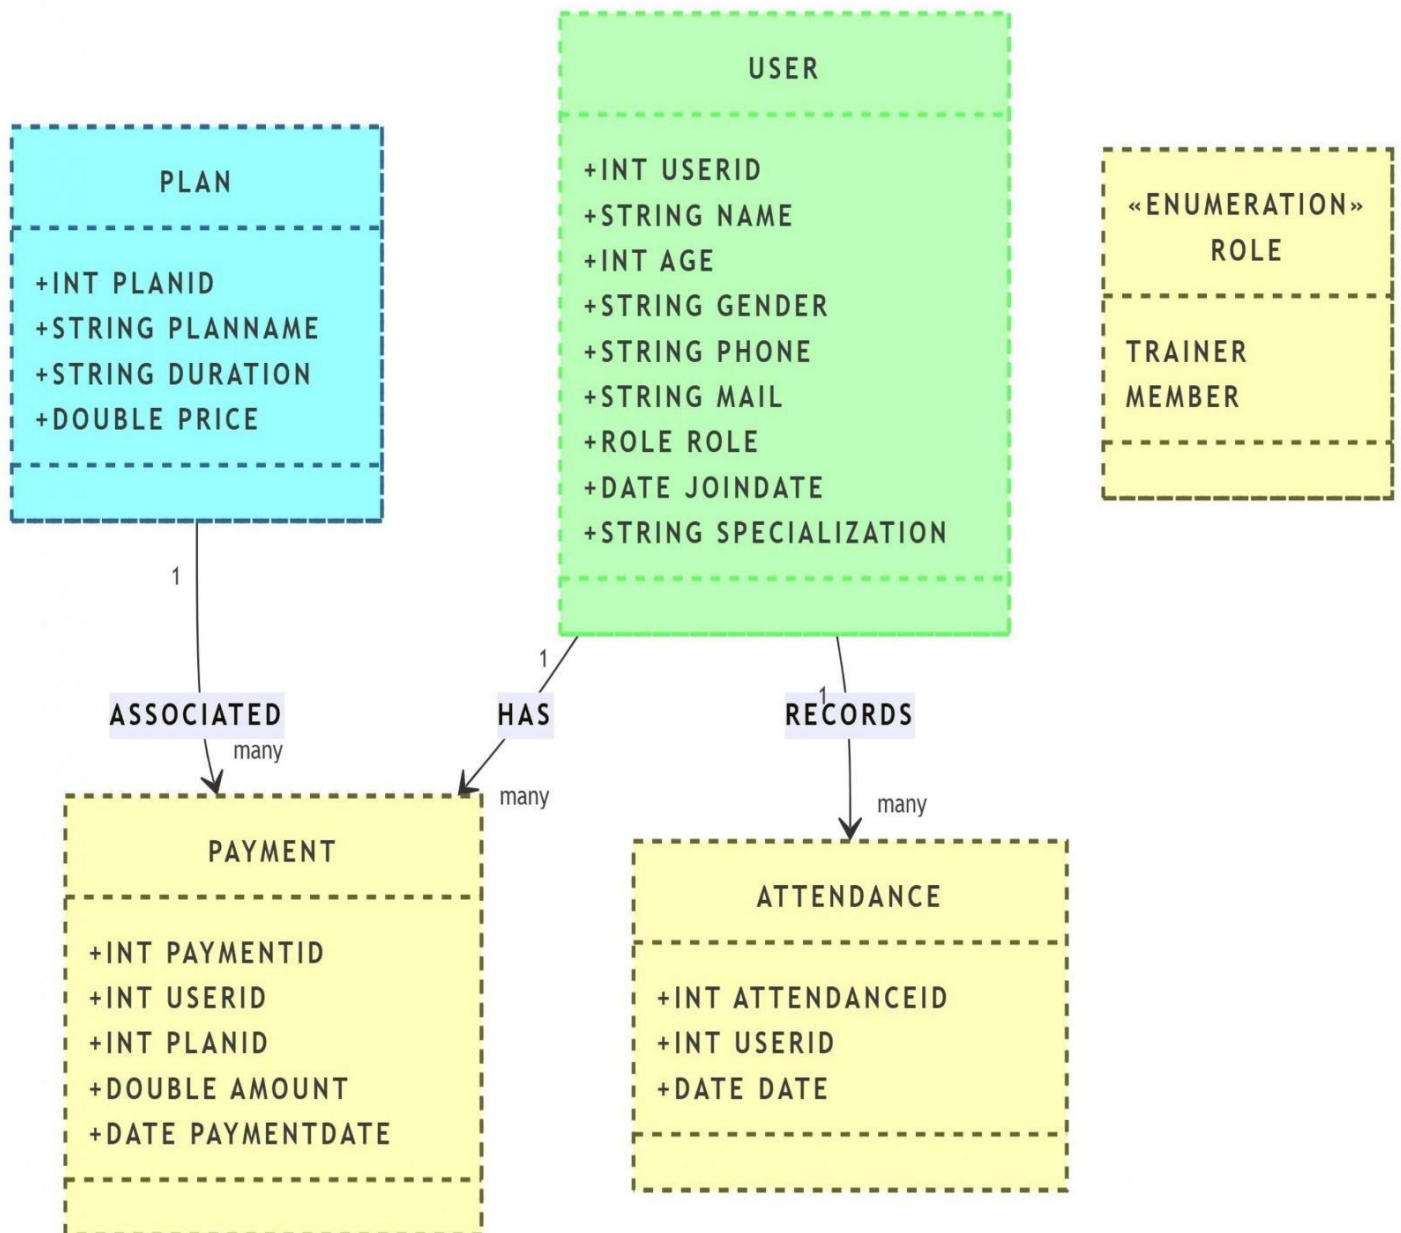 USER
+INT USERID
+STRING NAME
+INT AGE
+STRING GENDER
+STRING PHONE
+STRING MAIL
+ROLE ROLE
+DATE JOINDATE
+STRING SPECIALIZATION
PLAN
+INT PLANID
+STRING PLANNAME
+STRING DURATION
+DOUBLE PRICE
«ENUMERATION»
ROLE
TRAINER
MEMBER
1
ASSOCIATED
many
1
HAS
many
1
RECORDS
many
PAYMENT
+INT PAYMENTID
+INT USERID
+INT PLANID
+DOUBLE AMOUNT
+DATE PAYMENTDATE
ATTENDANCE
+INT ATTENDANCEID
+INT USERID
+DATE DATE